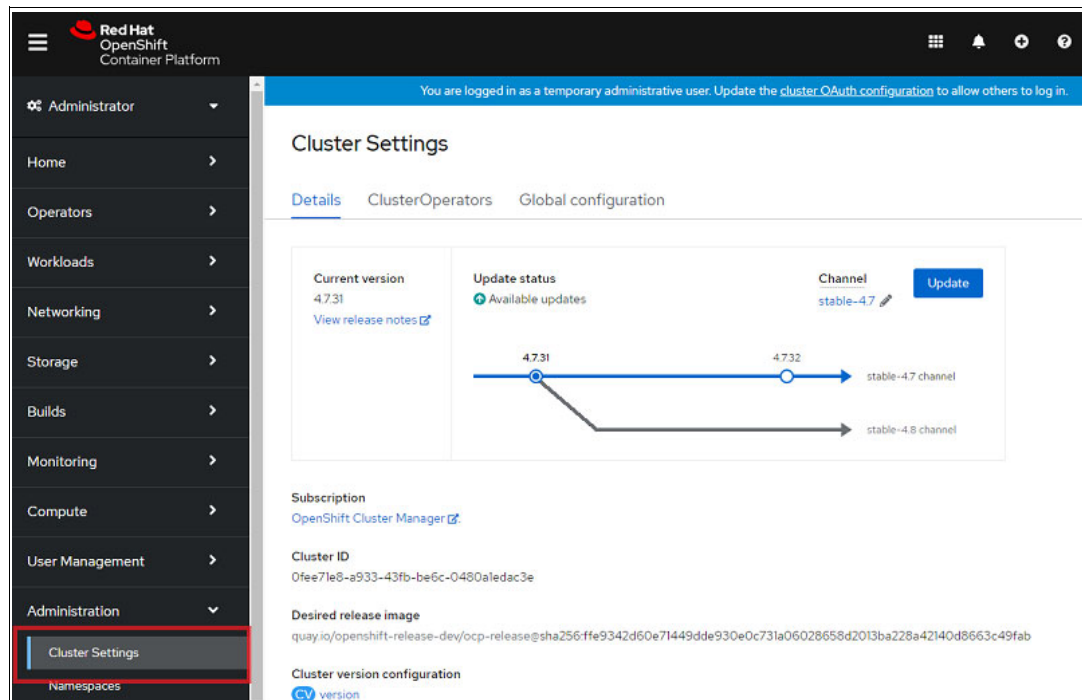 Red Hat
OpenShift
Container Platform
You are logged in as a temporary administrative user. Update the cluster OAuth configuration to allow others to log in.
Administrator
Home
Operators
Workloads
Networking
Storage
Builds
Monitoring
Compute
User Management
Administration
Cluster Settings
Namespaces
Cluster Settings
Details ClusterOperators Global configuration
Current version
4.7.31
View release notes
Update status
Available updates
Channel
stable-4.7
Update
4.7.31
4.7.32
stable-4.7 channel
stable-4.8 channel
Subscription
OpenShift Cluster Manager.
Cluster ID
0fee71e8-a933-43fb-be6c-0480a1edac3e
Desired release image
quay.io/openshift-release-dev/ocp-release@sha256:ffe9342d60e71449dde930e0c731a06028658d2013ba228a42140d8663c49fab
Cluster version configuration
CV version